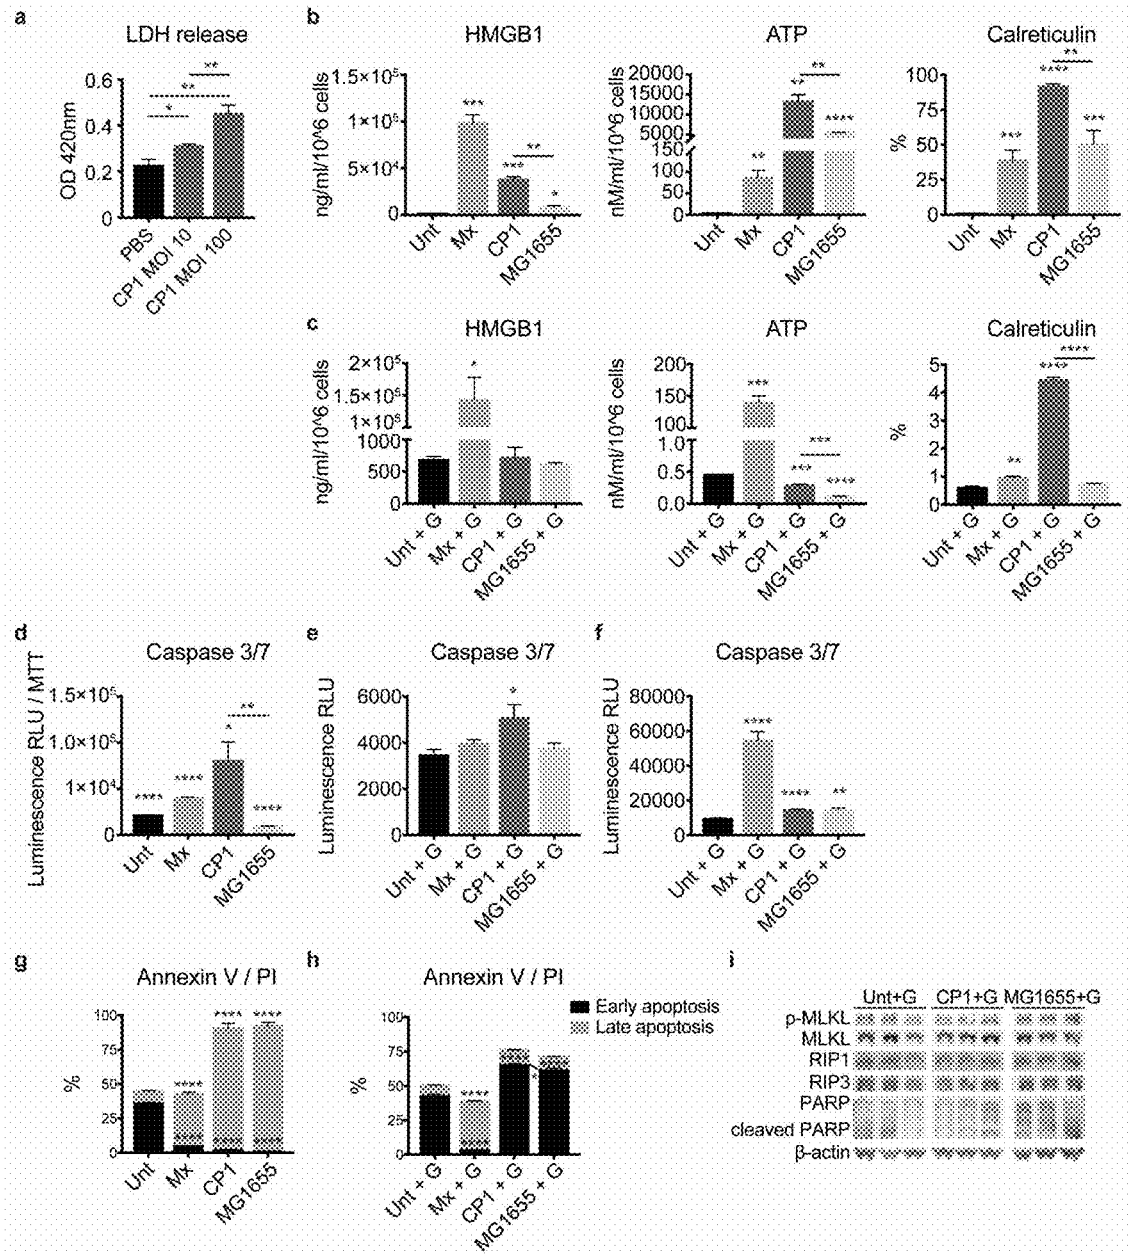 a
LDH release
OD 420nm
0.6
0.4
0.2
0
**
**
*
PBS
CP1 MOI 10
CP1 MOI 100
b
HMGB1
ng/ml/10^6 cells
1.5×10⁵
1×10⁵
5×10⁴
0
***
***
**
*
Unt
Mx
CP1
MG1655
ATP
nM/ml/10^6 cells
20000
15000
10000
5000
150
100
50
0
**
**
**
****
Unt
Mx
CP1
MG1655
Calreticulin
%
100
75
50
25
0
**
****
***
***
Unt
Mx
CP1
MG1655
c
HMGB1
ng/ml/10^6 cells
2×10⁵
1.5×10⁵
1×10⁵
1000
500
0
*
Unt + G
Mx + G
CP1 + G
MG1655 + G
ATP
nM/ml/10^6 cells
200
150
100
1.0
0.5
0.0
***
***
***
****
Unt + G
Mx + G
CP1 + G
MG1655 + G
Calreticulin
%
5
4
3
2
1
0
****
****
**
Unt + G
Mx + G
CP1 + G
MG1655 + G
d
Caspase 3/7
Luminescence RLU / MTT
1.0×10⁵
1×10⁴
0
****
****
*
**
****
Unt
Mx
CP1
MG1655
e
Caspase 3/7
Luminescence RLU
6000
4000
2000
0
*
Unt + G
Mx + G
CP1 + G
MG1655 + G
f
Caspase 3/7
Luminescence RLU
80000
60000
40000
20000
0
****
****
**
Unt + G
Mx + G
CP1 + G
MG1655 + G
g
Annexin V / PI
%
100
75
50
25
0
****
****
****
****
****
****
Unt
Mx
CP1
MG1655
h
Annexin V / PI
Early apoptosis
Late apoptosis
%
100
75
50
25
0
****
****
****
*
Unt + G
Mx + G
CP1 + G
MG1655 + G
i
Unt+G CP1+G MG1655+G
p-MLKL
MLKL
RIP1
RIP3
PARP
cleaved PARP
β-actin